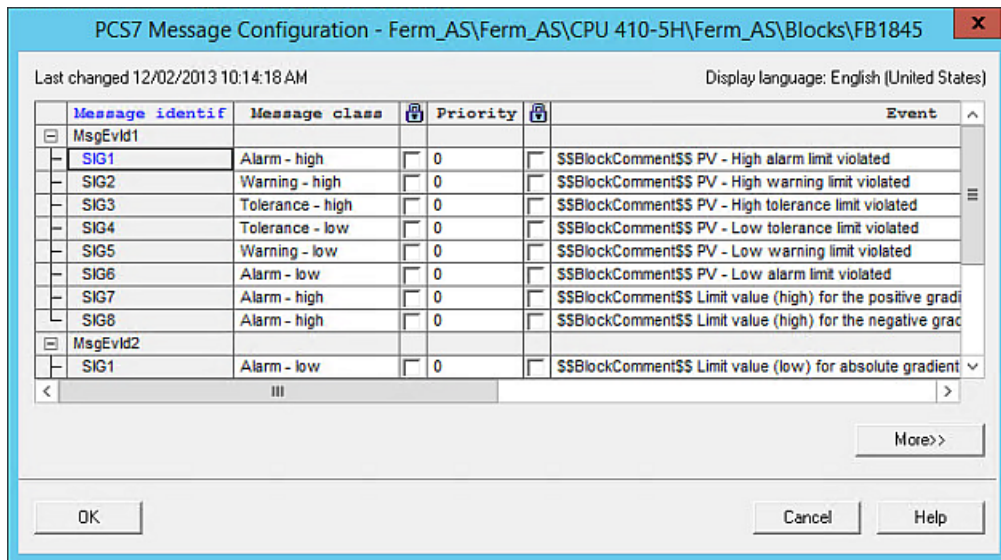 PCS7 Message Configuration - Ferm_AS\Ferm_AS\CPU 410-5H\Ferm_AS\Blocks\FB1845
x
Last changed 12/02/2013 10:14:18 AM
Display language: English (United States)
Message identif Message class Priority Event
MsgEvId1
SIG1 Alarm - high 0 $$BlockComment$$ PV - High alarm limit violated
SIG2 Warning - high 0 $$BlockComment$$ PV - High warning limit violated
SIG3 Tolerance - high 0 $$BlockComment$$ PV - High tolerance limit violated
SIG4 Tolerance - low 0 $$BlockComment$$ PV - Low tolerance limit violated
SIG5 Warning - low 0 $$BlockComment$$ PV - Low warning limit violated
SIG6 Alarm - low 0 $$BlockComment$$ PV - Low alarm limit violated
SIG7 Alarm - high 0 $$BlockComment$$ Limit value (high) for the positive gradi
SIG8 Alarm - high 0 $$BlockComment$$ Limit value (high) for the negative grad
MsgEvId2
SIG1 Alarm - low 0 $$BlockComment$$ Limit value (low) for absolute gradient
More>>
OK
Cancel
Help